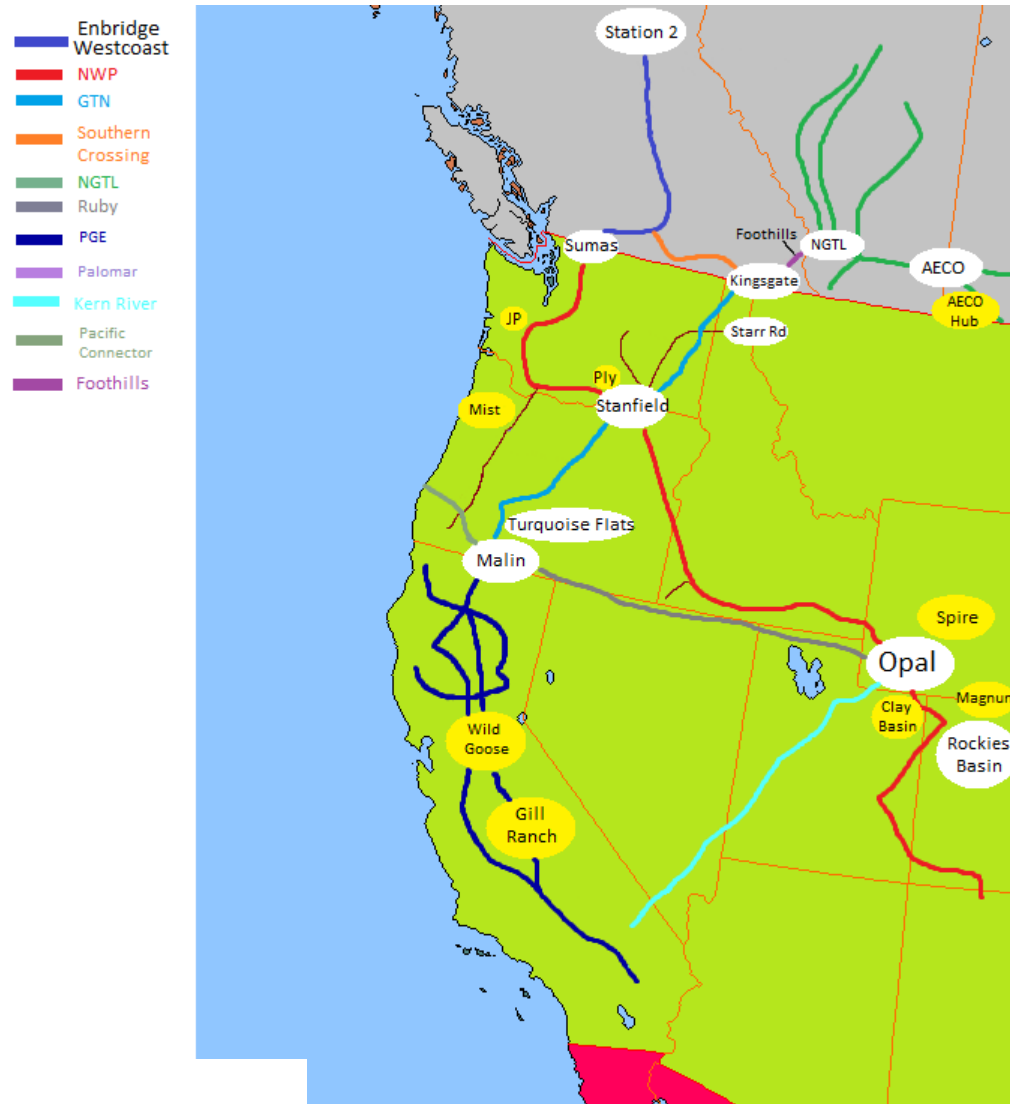 Enbridge
Westcoast
NWP
GTN
Southern
Crossing
NGTL
Ruby
PGE
Palomar
Kern River
Pacific
Connector
Foothills
Station 2
Sumas
Foothills
NGTL
Kingsgate
AECO
AECO
Hub
JP
Starr Rd
Ply
Stanfield
Mist
Turquoise Flats
Malin
Spire
Opal
Magnum
Clay
Basin
Rockies
Basin
Wild
Goose
Gill
Ranch